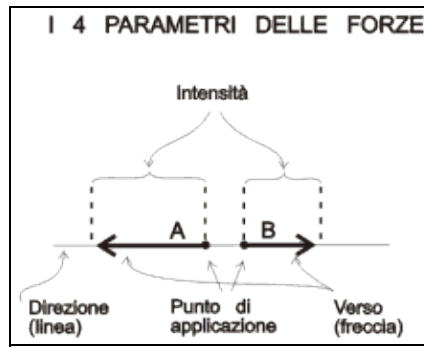 I 4 PARAMETRI DELLE FORZE
Intensità
A B
Direzione
(linea)
Punto di
applicazione
Verso
(freccia)